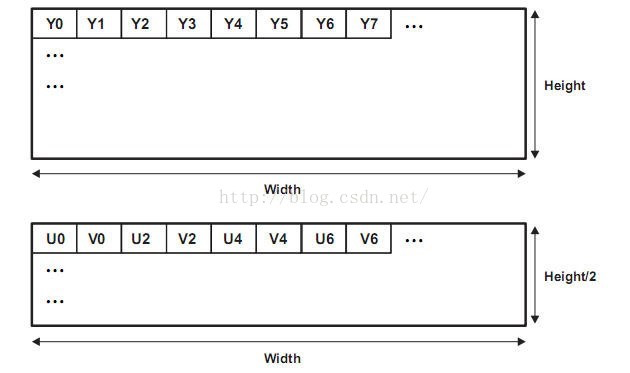 Y0 Y1 Y2 Y3 Y4 Y5 Y6 Y7 ...
...
...
Height
Width
http://blog.csdn.net/
U0 V0 U2 V2 U4 V4 U6 V6 ...
...
...
Height/2
Width